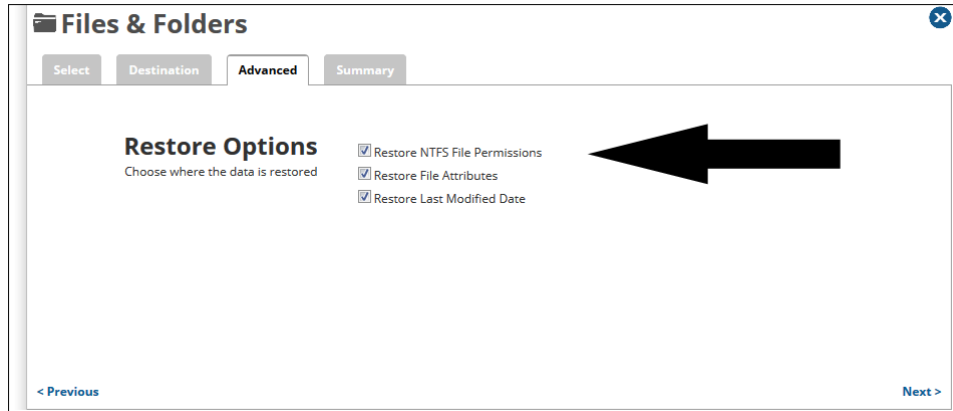 Files & Folders
Select Destination Advanced Summary
Restore Options
Choose where the data is restored
Restore NTFS File Permissions
Restore File Attributes
Restore Last Modified Date
< Previous Next >